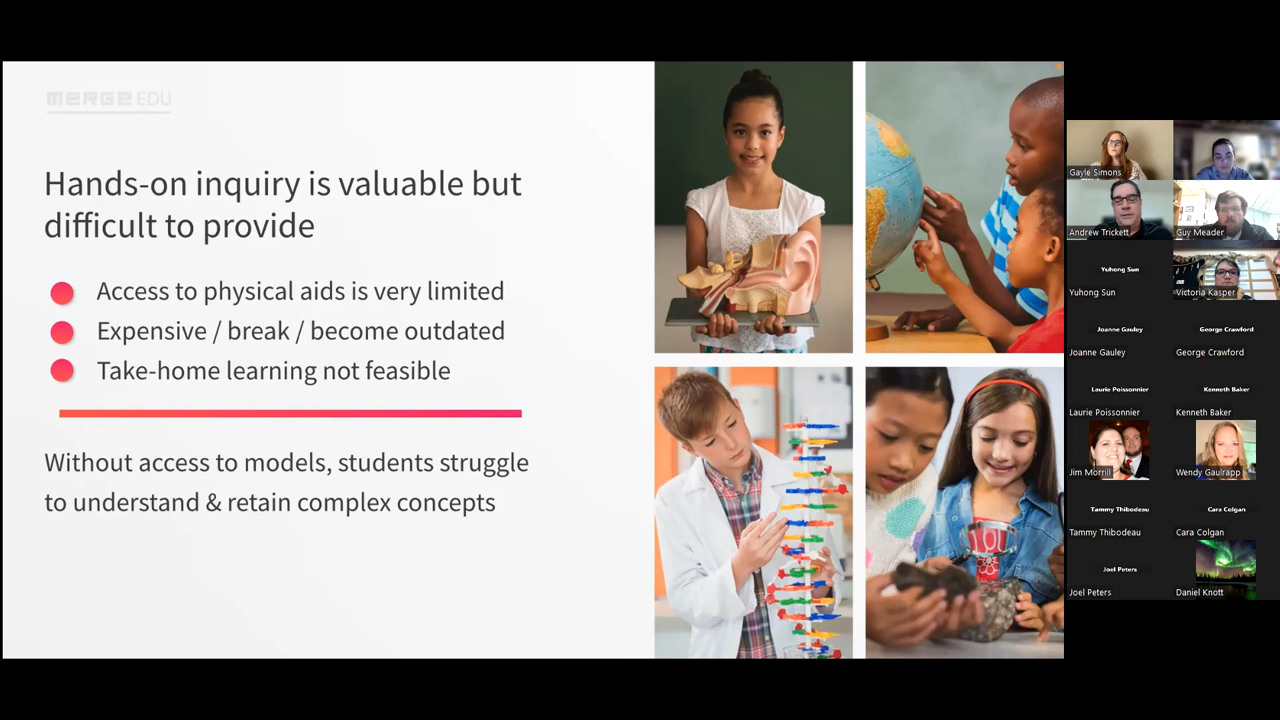 MERGE EDU
Hands-on inquiry is valuable but
difficult to provide
Access to physical aids is very limited
Expensive / break / become outdated
Take-home learning not feasible
Without access to models, students struggle
to understand & retain complex concepts
Gayle Simons
Andrew Trickett
Guy Meader
Yuhong Sun
Yuhong Sun
Victoria Kasper
Joanne Gauley
George Crawford
Joanne Gauley
George Crawford
Laurie Poissonnier
Kenneth Baker
Laurie Poissonnier
Kenneth Baker
Jim Morrill
Wendy Gaulrapp
Tammy Thibodeau
Cara Colgan
Tammy Thibodeau
Cara Colgan
Joel Peters
Joel Peters
Daniel Knott